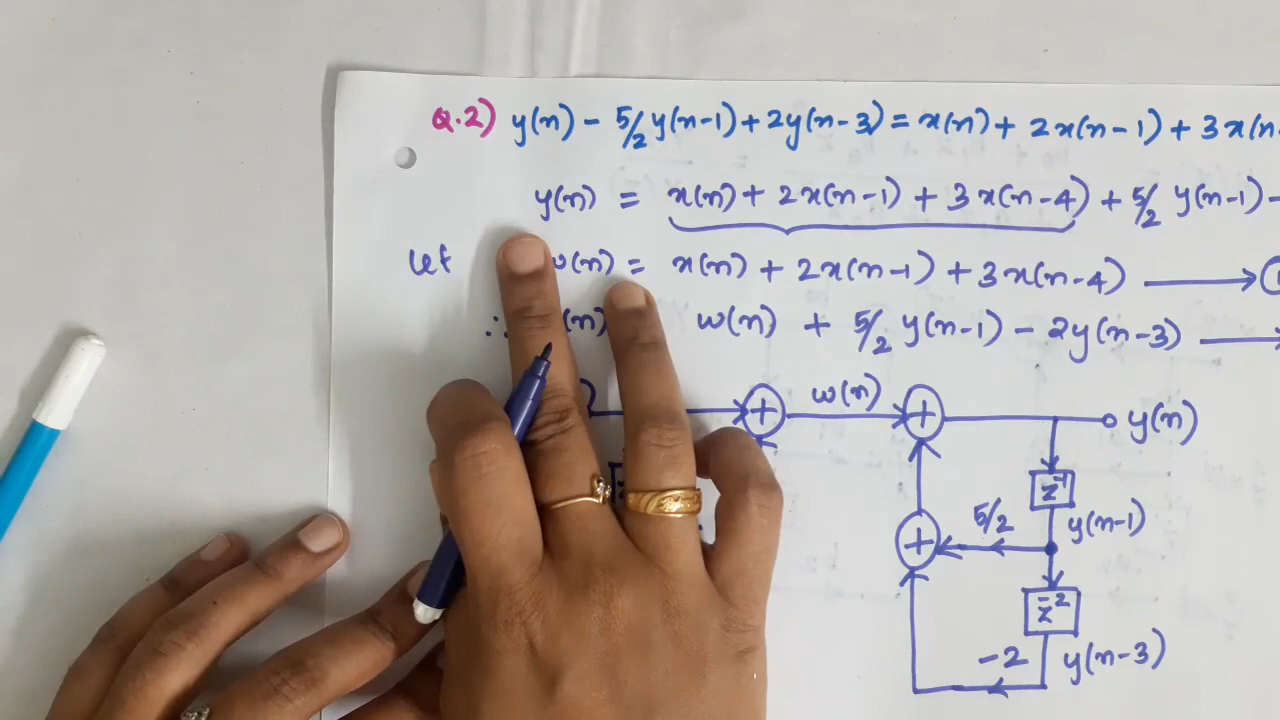 Q.2) y(n) - 5/2 y(n-1) + 2y(n-3) = x(n) + 2x(n-1) + 3x(n
y(n) = x(n) + 2x(n-1) + 3x(n-4) + 5/2 y(n-1) -
Let w(n) = x(n) + 2x(n-1) + 3x(n-4)
∴ (n) w(n) + 5/2 y(n-1) - 2y(n-3)
+ w(n) + y(n)
z⁻¹
+ 5/2 y(n-1)
z⁻²
-2 y(n-3)